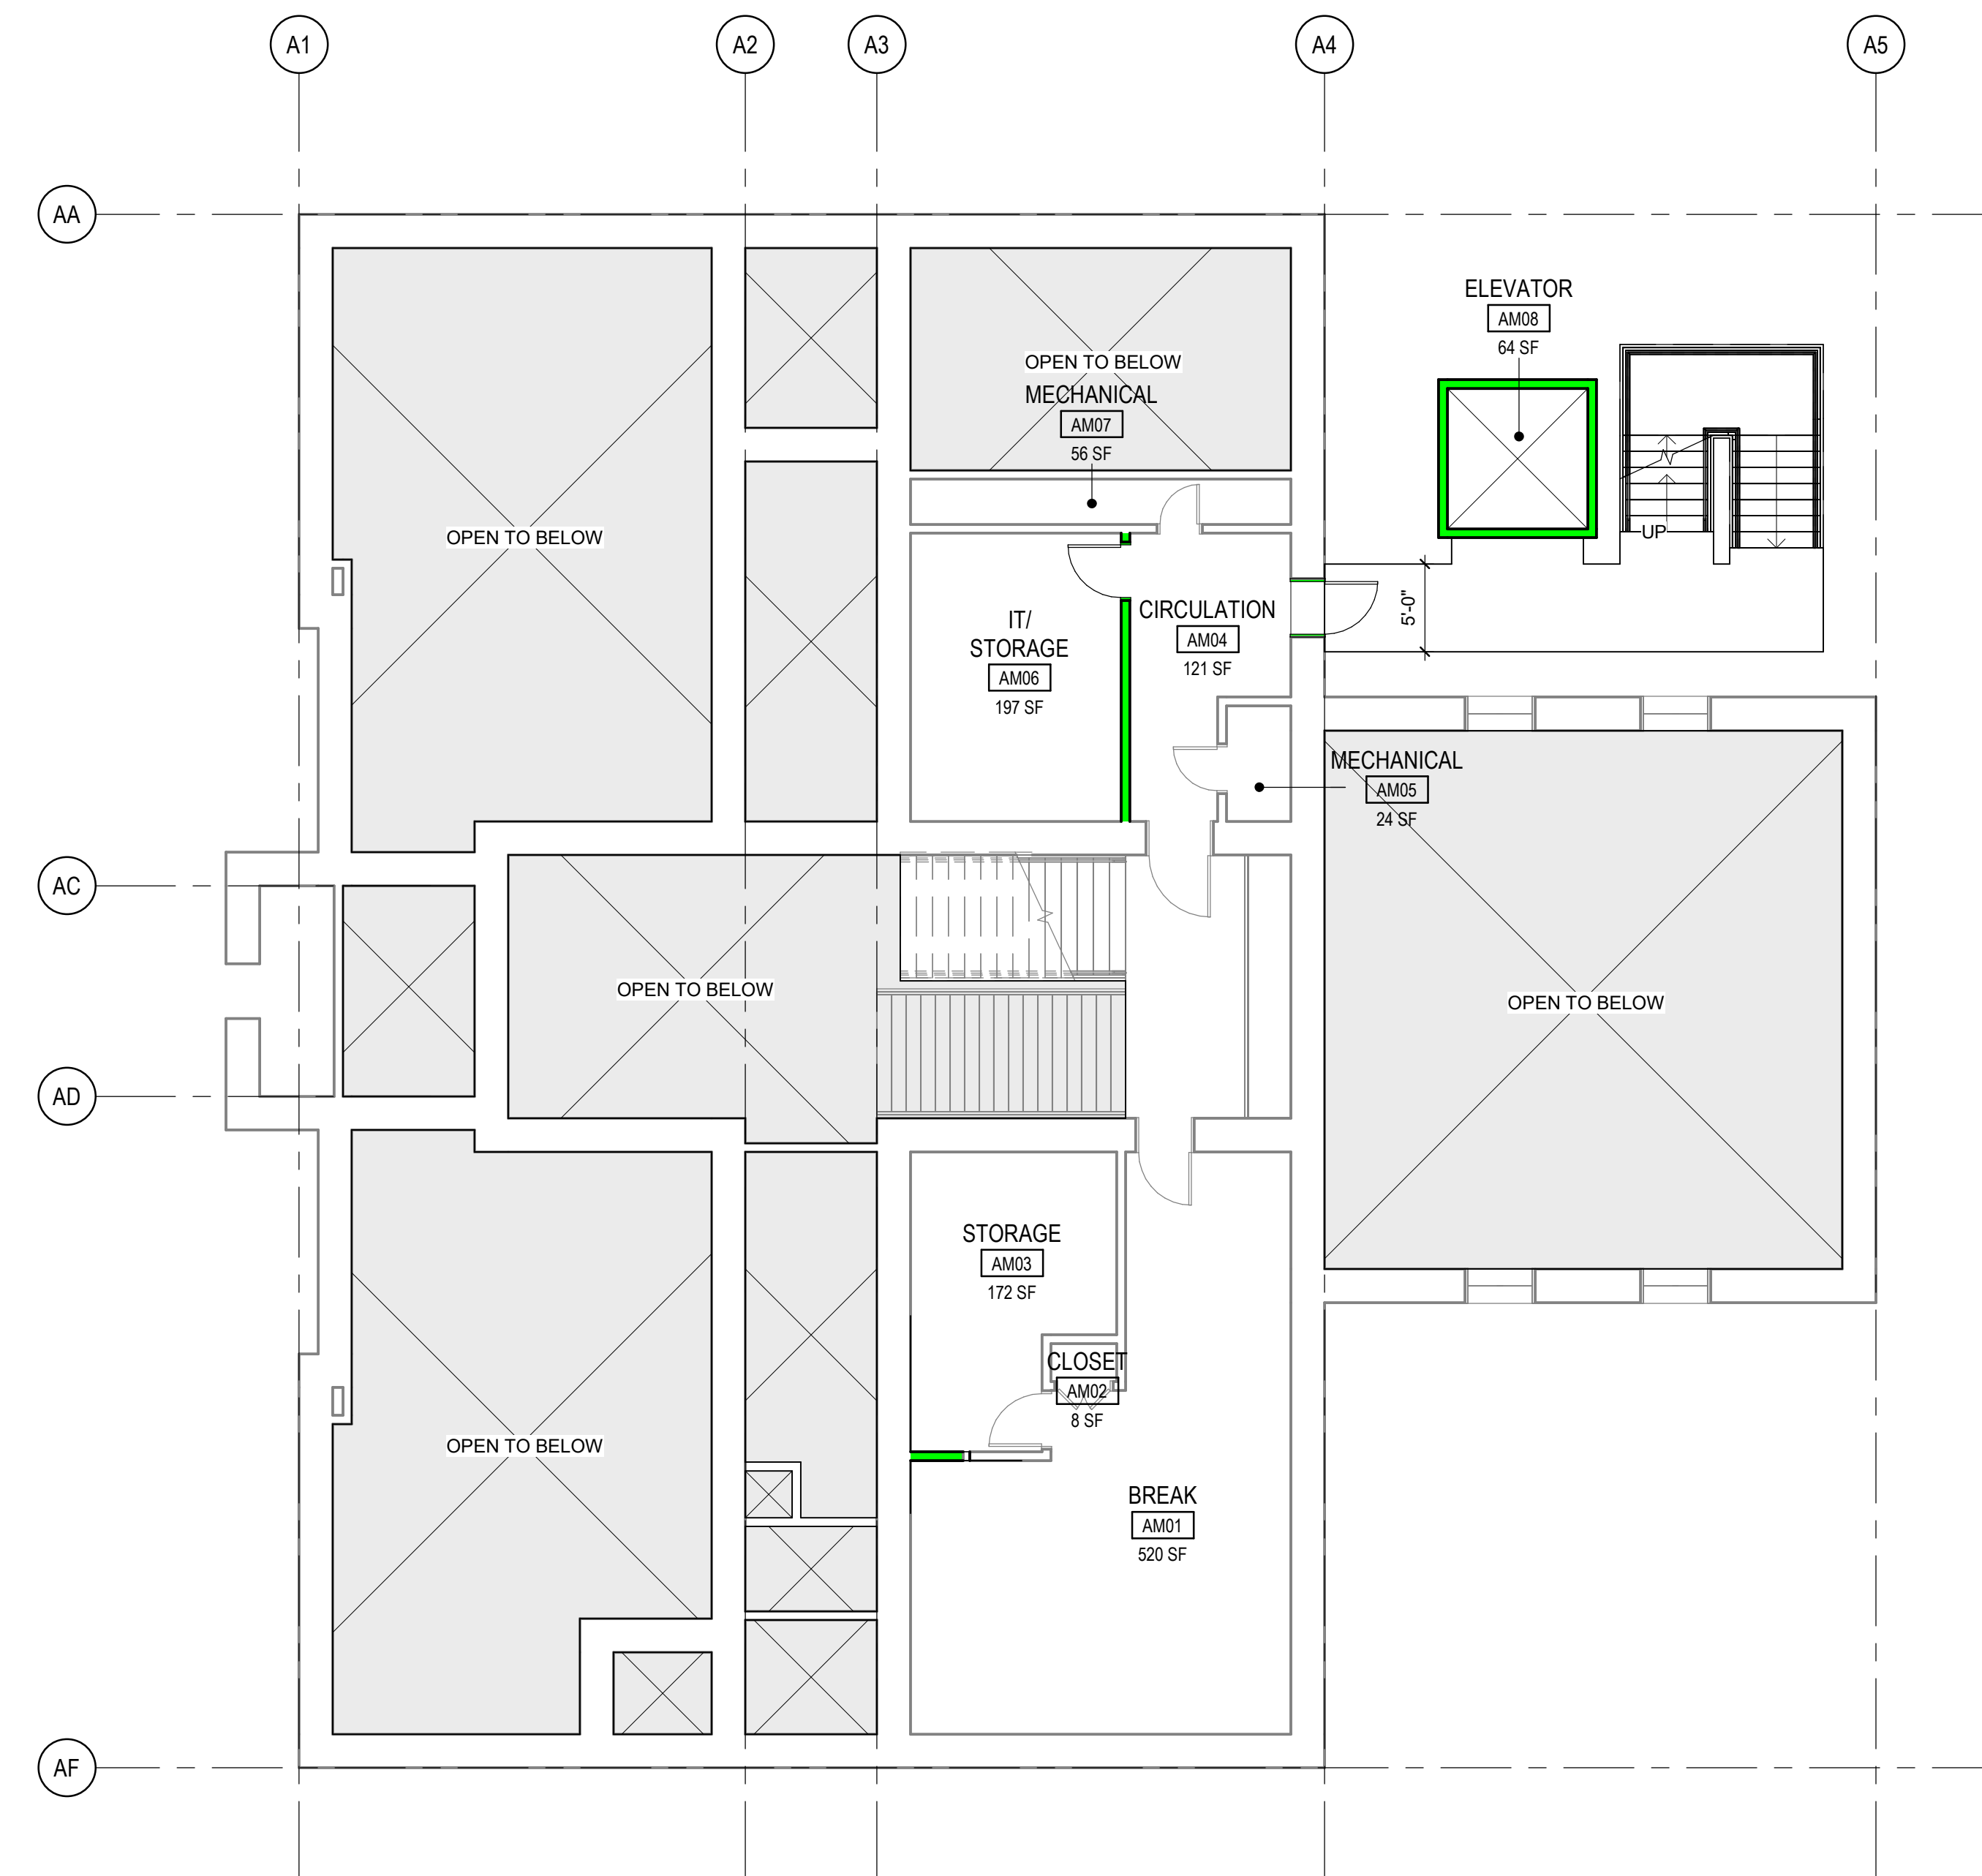 A1
A2
A3
A4
A5
AA
ELEVATOR
AM08
64 SF
OPEN TO BELOW
MECHANICAL
AM07
56 SF
OPEN TO BELOW
UP
IT/
STORAGE
AM06
197 SF
CIRCULATION
AM04
121 SF
5'-0"
MECHANICAL
AM05
24 SF
AC
OPEN TO BELOW
OPEN TO BELOW
AD
STORAGE
AM03
172 SF
CLOSET
AM02
8 SF
OPEN TO BELOW
BREAK
AM01
520 SF
AF